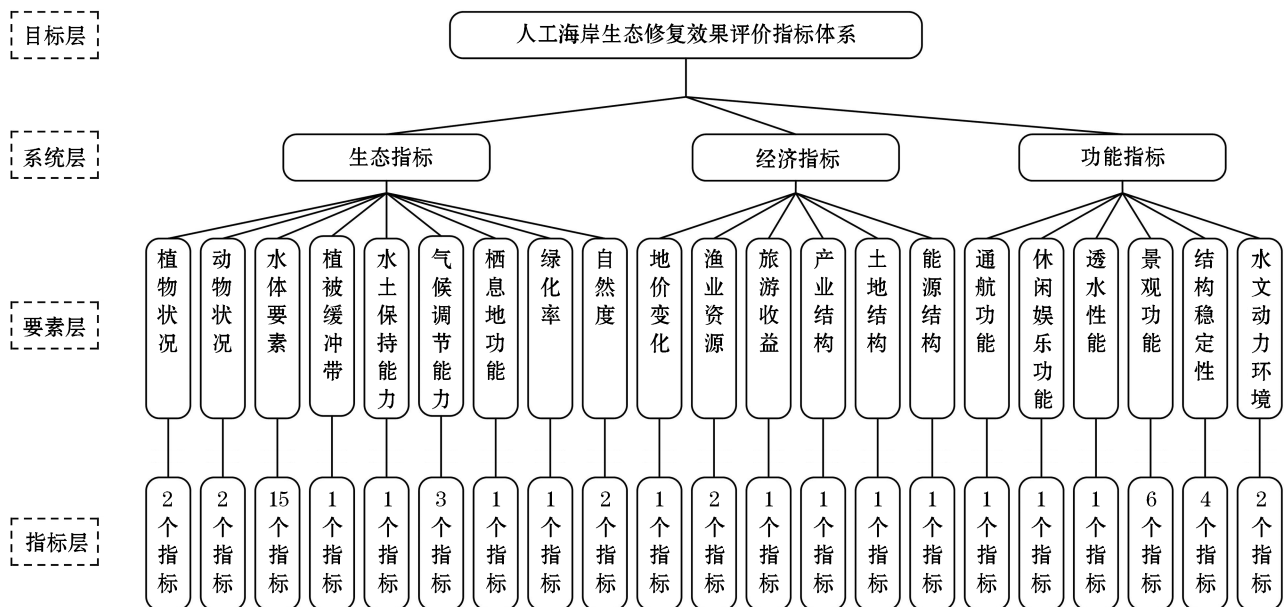 目标层
人工海岸生态修复效果评价指标体系
系统层
生态指标
经济指标
功能指标
要素层
植物状况
动物状况
水体要素
植被缓冲带
水土保持能力
气候调节能力
栖息地功能
绿化率
自然度
地价变化
渔业资源
旅游收益
产业结构
土地结构
能源结构
通航功能
休闲娱乐功能
透水性能
景观功能
结构稳定性
水文动力环境
指标层
2个指标
2个指标
15个指标
1个指标
1个指标
3个指标
1个指标
1个指标
2个指标
1个指标
2个指标
1个指标
1个指标
1个指标
1个指标
1个指标
1个指标
1个指标
6个指标
4个指标
2个指标